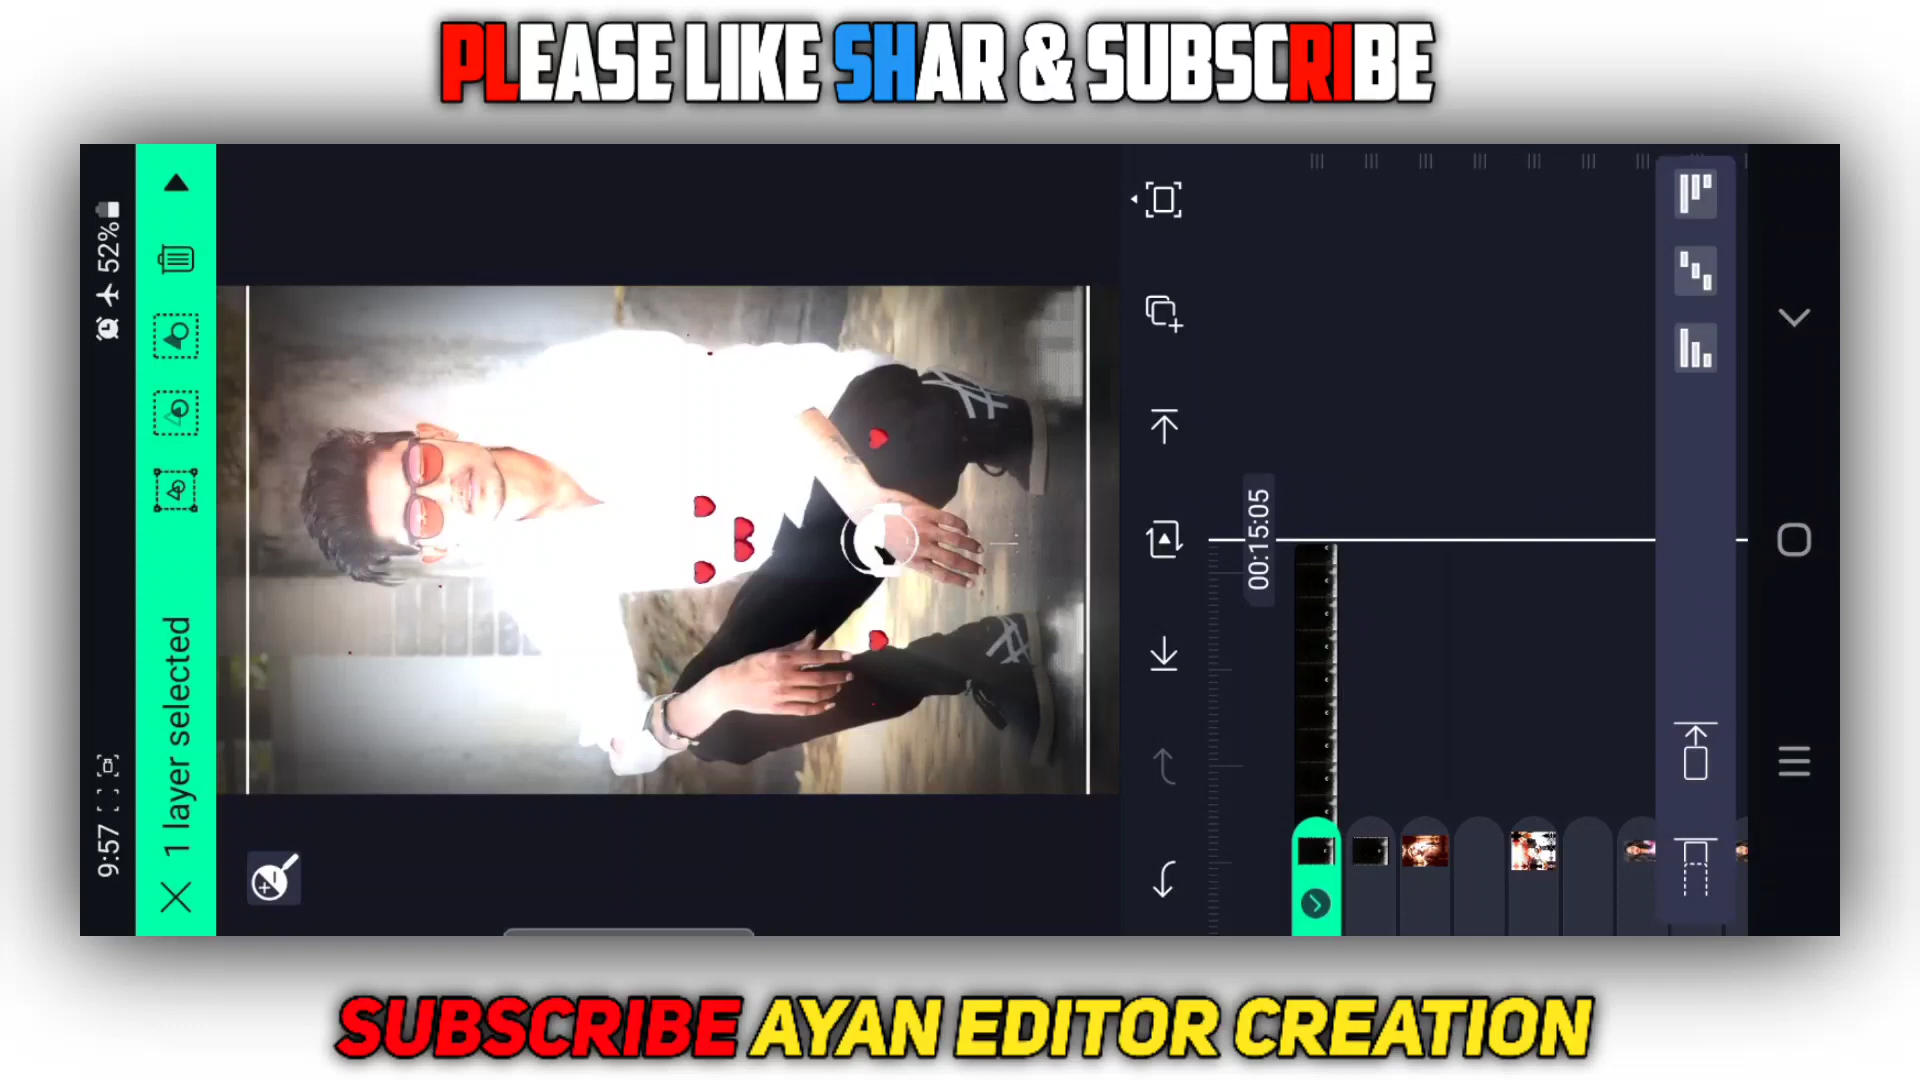 PLEASE LIKE SHAR & SUBSCRIBE
9:57
52%
1 layer selected
00:15:05
SUBSCRIBE AYAN EDITOR CREATION